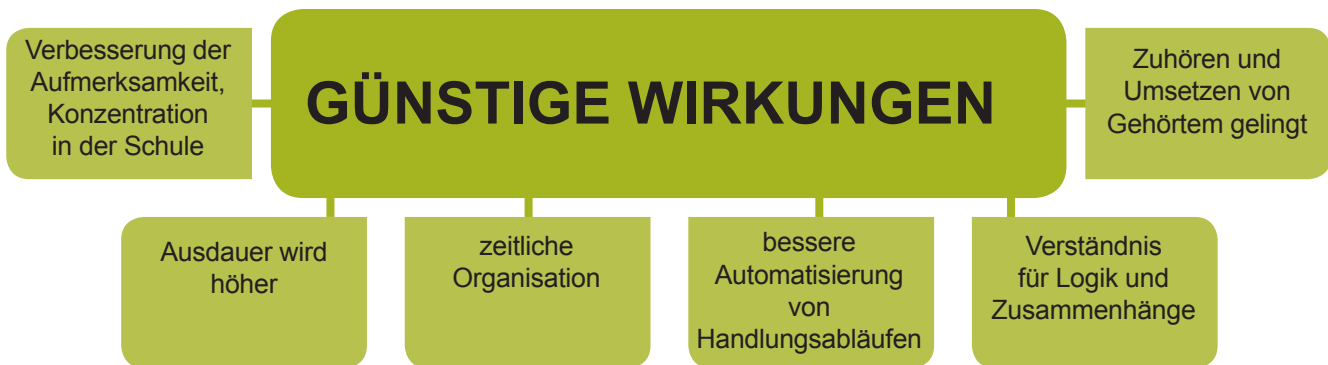 Verbesserung der
Aufmerksamkeit,
Konzentration
in der Schule
GÜNSTIGE WIRKUNGEN
Zuhören und
Umsetzen von
Gehörtem gelingt
Ausdauer wird
höher
zeitliche
Organisation
bessere
Automatisierung
von
Handlungsabläufen
Verständnis
für Logik und
Zusammenhänge